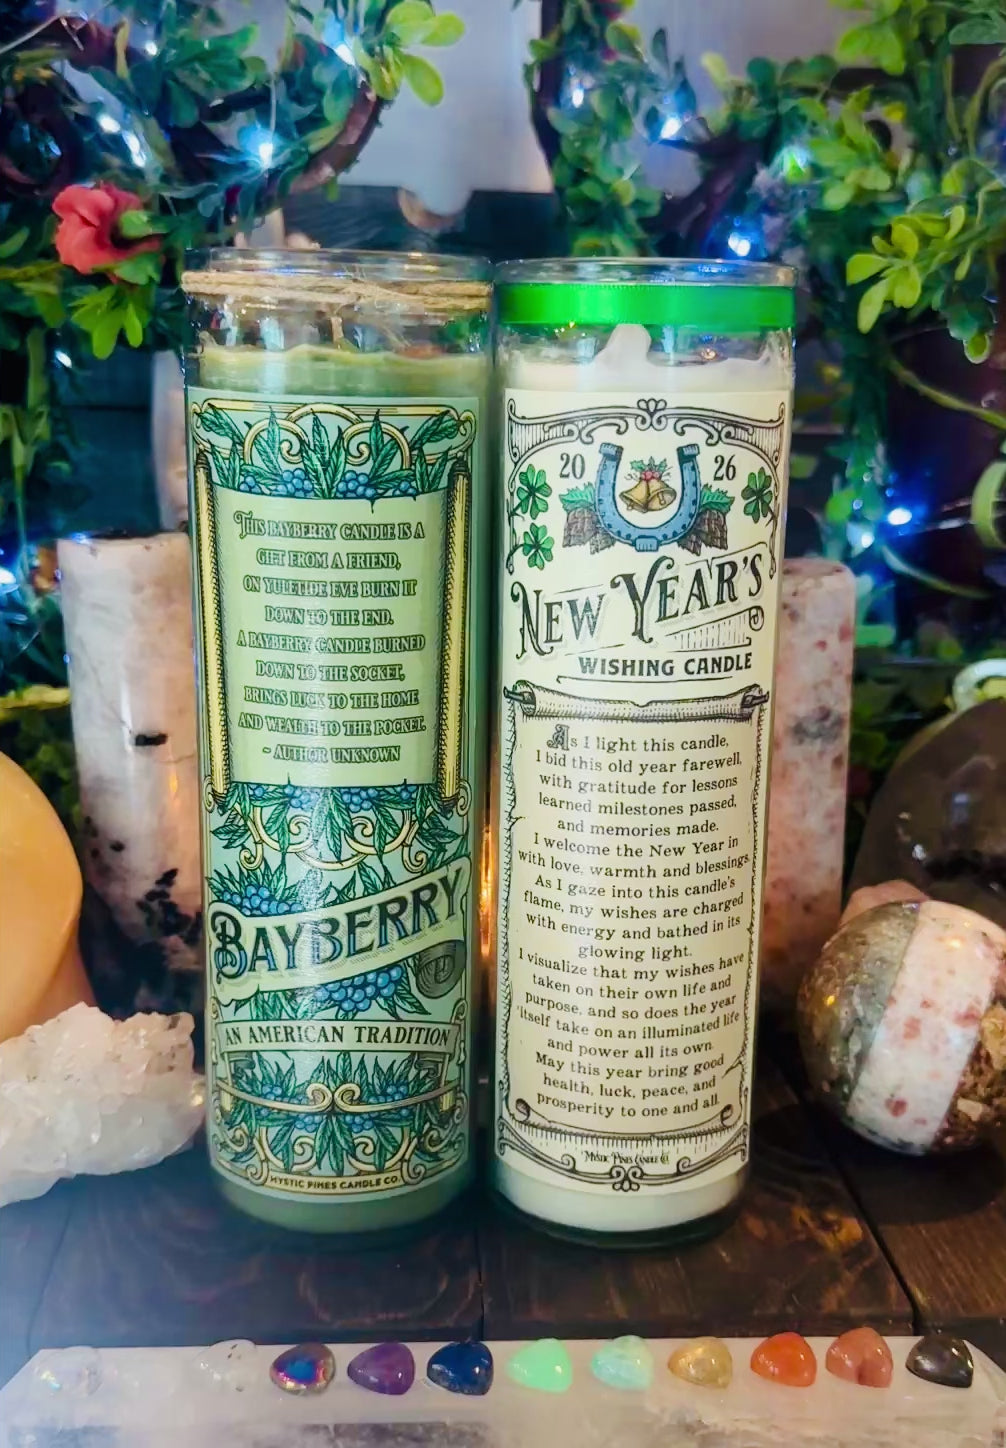 This bayberry candle is a
gift from a friend,
on Yuletide Eve burn it
down to the end.
A bayberry candle burned
down to the socket,
brings luck to the home
and wealth to the pocket.
~ Author Unknown
BAYBERRY
AN AMERICAN TRADITION
MYSTIC PINES CANDLE CO.
20 26
NEW YEAR'S
WISHING CANDLE
As I light this candle,
I bid this old year farewell,
with gratitude for lessons
learned milestones passed,
and memories made.
I welcome the New Year in
with love, warmth and blessings.
As I gaze into this candle's
flame, my wishes are charged
with energy and bathed in its
glowing light.
I visualize that my wishes have
taken on their own life and
purpose, and so does the year
itself take on an illuminated life
and power all its own.
May this year bring good
health, luck, peace, and
prosperity to one and all.
Mystic Pines Candle Co.